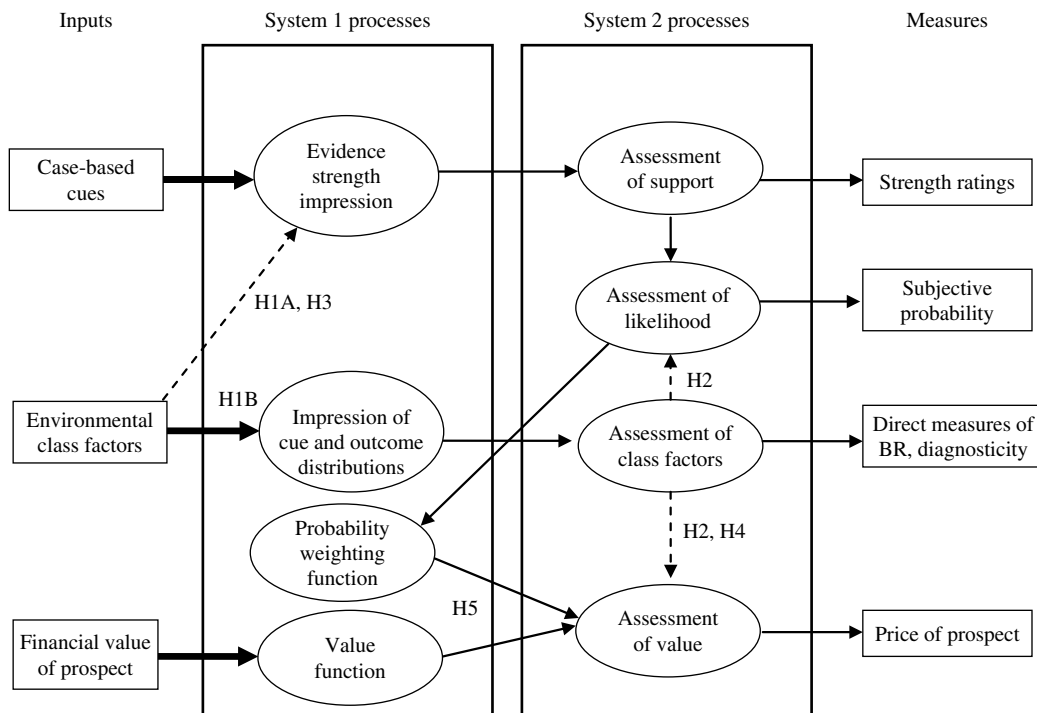 Inputs
System 1 processes
System 2 processes
Measures
Case-based
cues
Evidence
strength
impression
Assessment
of support
Strength ratings
H1A, H3
Assessment of
likelihood
Subjective
probability
H2
Environmental
class factors
H1B
Impression of
cue and outcome
distributions
Assessment of
class factors
Direct measures of
BR, diagnosticity
Probability
weighting
function
H2, H4
H5
Financial value
of prospect
Value
function
Assessment
of value
Price of prospect